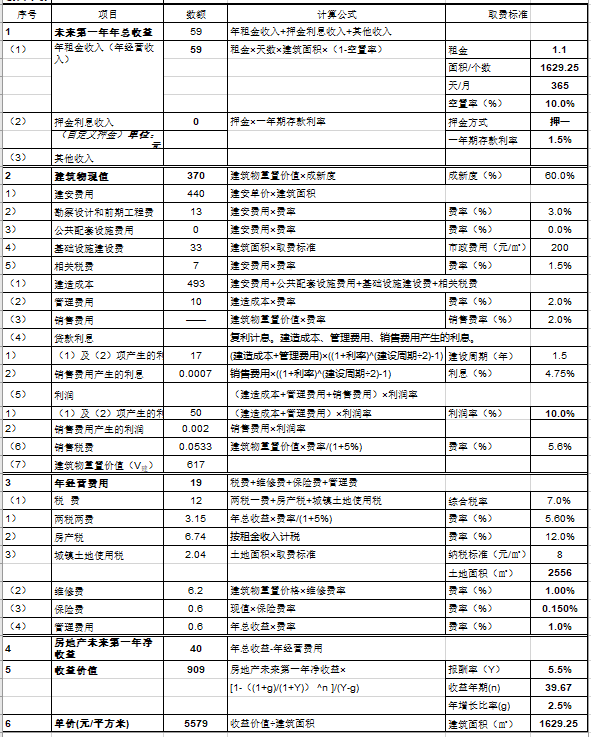 序号 项目 数额 计算公式 取费标准
1 未来第一年年总收益 59 年租金收入+押金利息收入+其他收入
（1） 年租金收入（年经营收入） 59 租金×天数×建筑面积×（1-空置率） 租金 1.1
面积/个数 1629.25
天/月 365
空置率（%） 10.0%
（2） 押金利息收入 0 押金×一年期存款利率 押金方式 押一
（自定义押金）单位：元 一年期存款利率 1.5%
（3） 其他收入
2 建筑物现值 370 建筑物重置价值×成新度 成新度（%） 60.0%
1） 建安费用 440 建安单价×建筑面积
2） 勘察设计和前期工程费 13 建安费用×费率 费率（%） 3.0%
3） 公共配套设施费用 0 建安费用×费率 费率（%） 0.0%
4） 基础设施建设费 33 建筑面积×取费标准 市政费用（元/㎡） 200
5） 相关税费 7 建安费用×费率 费率（%） 1.5%
（1） 建造成本 493 建安费用+公共配套设施费用+基础设施建设费+相关税费
（2） 管理费用 10 建造成本×费率 费率（%） 2.0%
（3） 销售费用 —— 建筑物重置价值×费率 销售费率（%） 2.0%
（4） 贷款利息 复利计息。建造成本、管理费用、销售费用产生的利息。
1） （1）及（2）项产生的利 17 (建造成本+管理费用)×((1+利率)^(建设周期÷2)-1) 建设周期（年） 1.5
2） 销售费用产生的利息 0.0007 销售费用×((1+利率)^(建设周期÷2)-1) 利息（%） 4.75%
（5） 利润 （建造成本+管理费用+销售费用）×利润率
1） （1）及（2）项产生的利 50 （建造成本+管理费用）×利润率 利润率（%） 10.0%
2） 销售费用产生的利润 0.002 销售费用×利润率
（6） 销售税费 0.0533 建筑物重置价值×费率/(1+5%) 费率（%） 5.6%
（7） 建筑物重置价值（V建） 617
3 年经营费用 19 税费+维修费+保险费+管理费
（1） 税 费 12 两税一费+房产税+城镇土地使用税 综合税率 7.0%
1） 两税两费 3.15 年总收益×费率/(1+5%) 费率（%） 5.60%
2） 房产税 6.74 按租金收入计税 费率（%） 12.0%
3） 城镇土地使用税 2.04 土地面积×取费标准 纳税标准（元/㎡） 8
土地面积（㎡） 2556
（2） 维修费 6.2 建筑物重置价格×维修费率 费率（%） 1.00%
（3） 保险费 0.6 现值×保险费率 费率（%） 0.150%
（4） 管理费用 0.6 年总收益×费率 费率（%） 1.0%
4 房地产未来第一年净收益 40 年总收益-年经营费用
5 收益价值 909 房地产未来第一年净收益× 报酬率（Y） 5.5%
[1-（(1+g)/(1+Y)） ^n ]/(Y-g) 收益年期(n) 39.67
年增长比率(g) 2.5%
6 单价(元/平方米) 5579 收益价值÷建筑面积 建筑面积（㎡） 1629.25